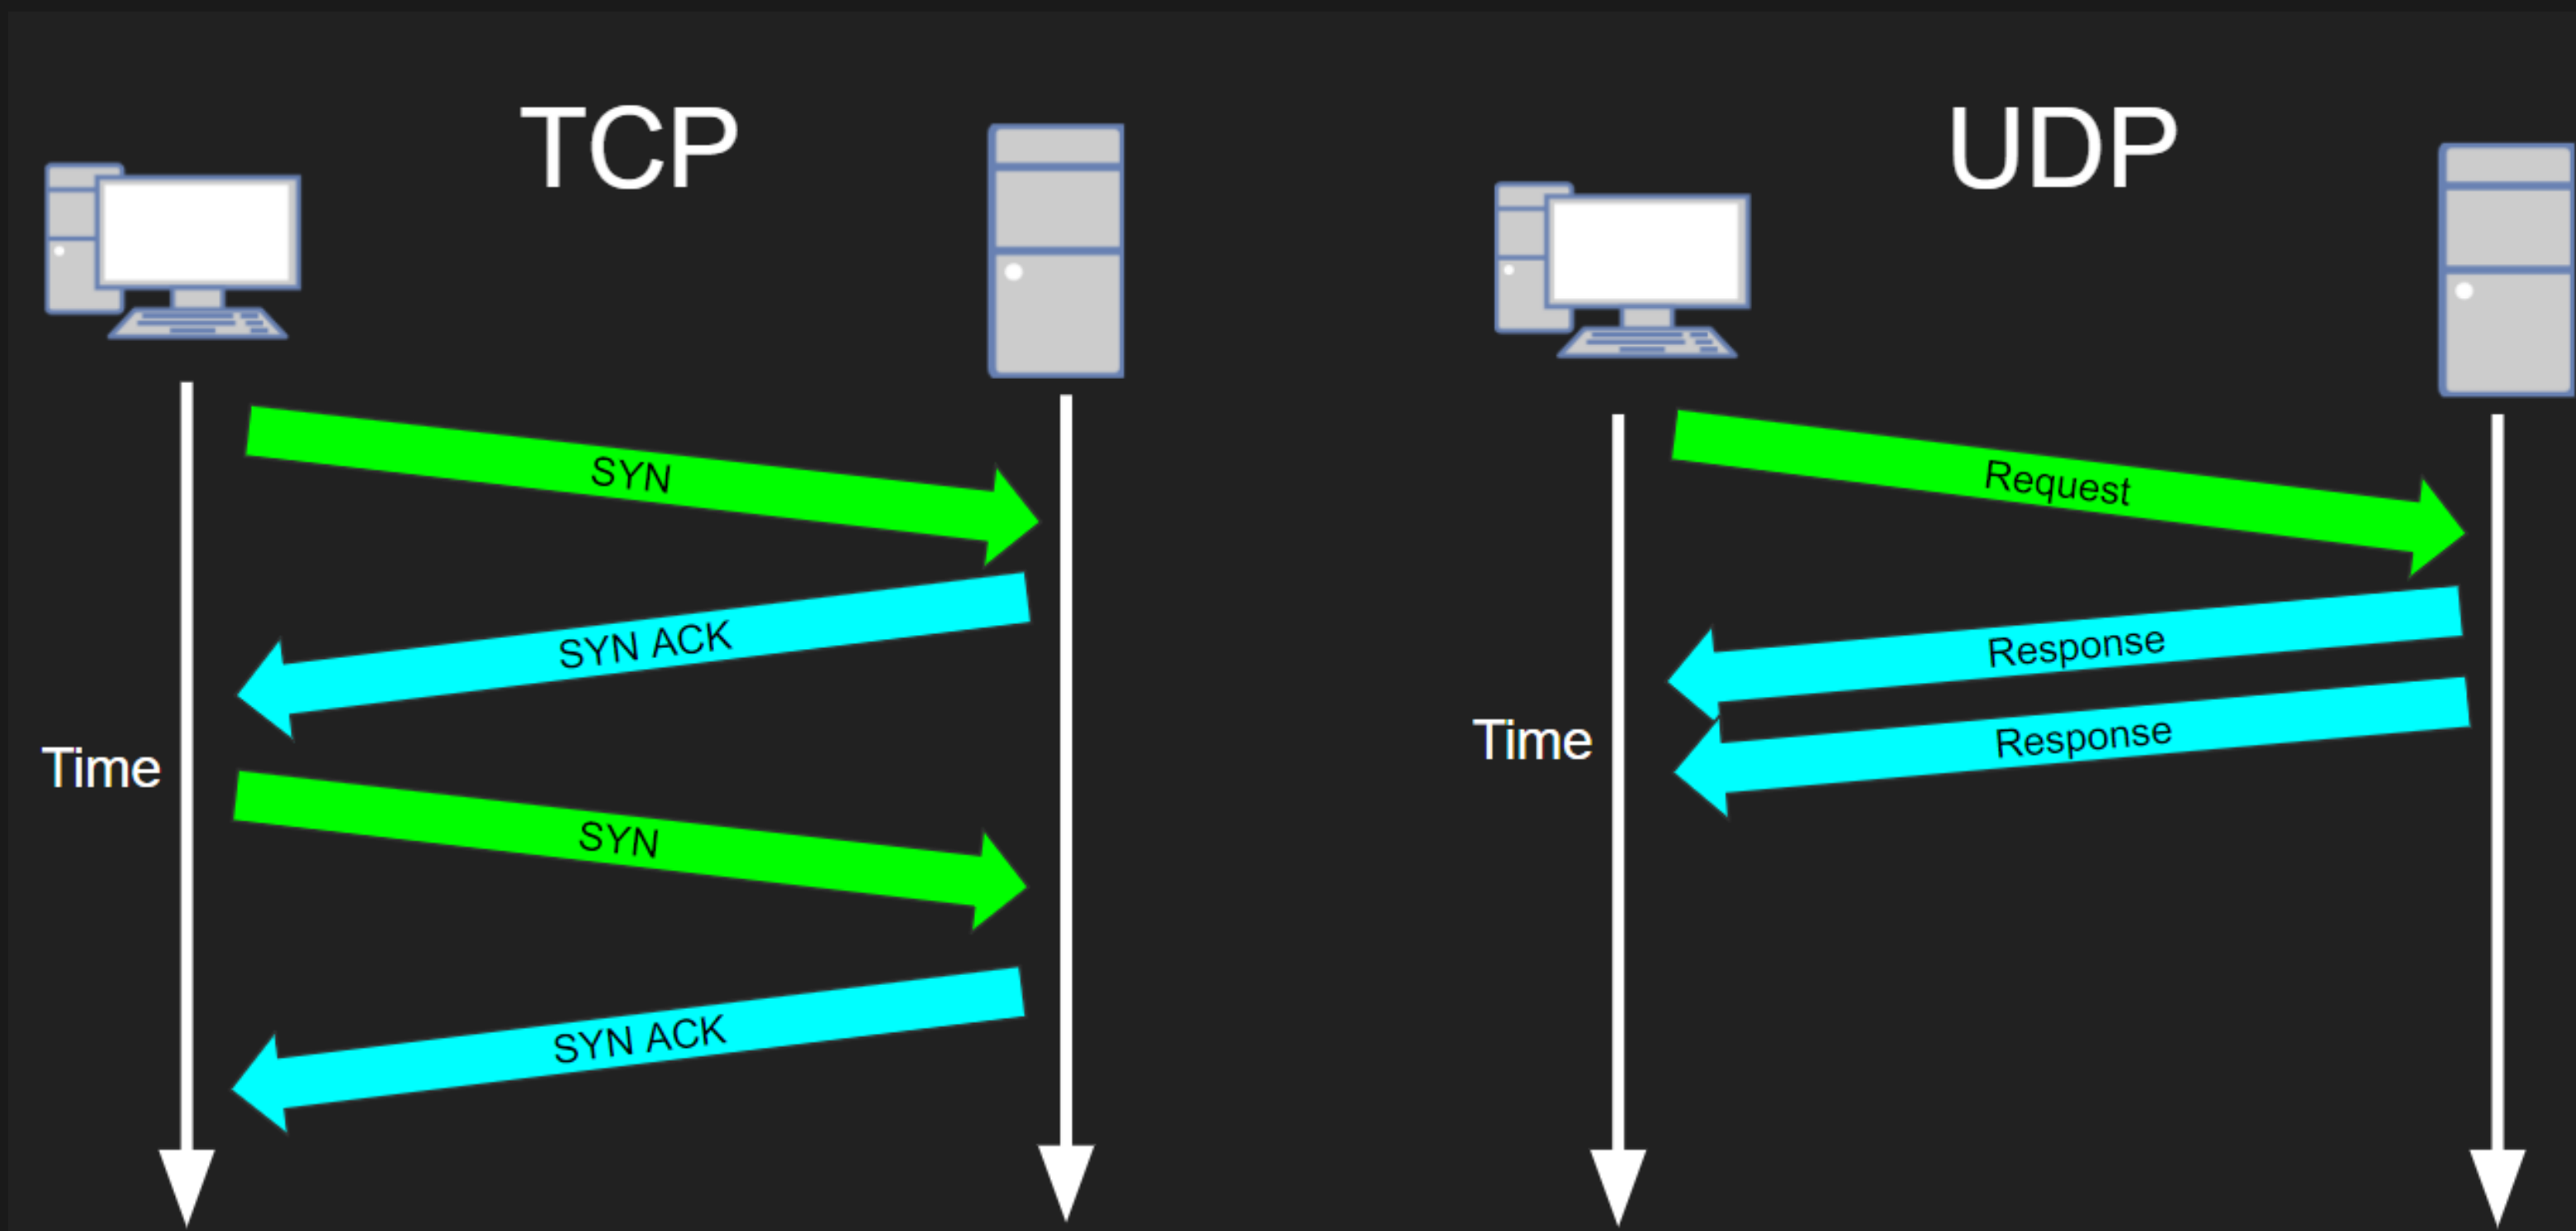 TCP
SYN
SYN ACK
Time
SYN
SYN ACK
UDP
Request
Response
Time
Response